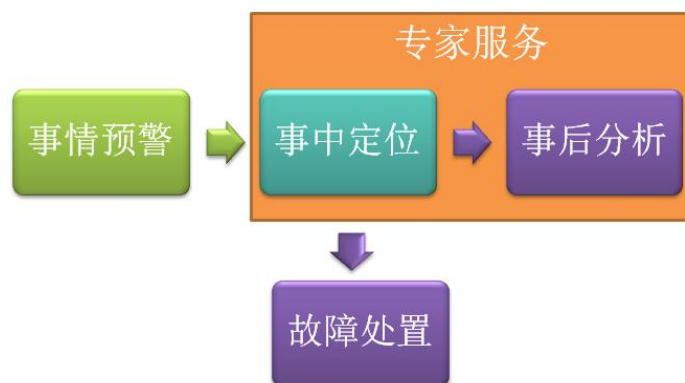 专家服务
事情预警
事中定位
事后分析
故障处置